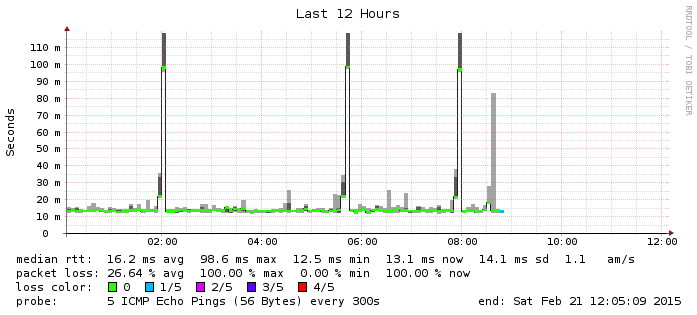 Last 12 Hours
RRDTOOL / TOBI OETIKER
Seconds
110 m
100 m
90 m
80 m
70 m
60 m
50 m
40 m
30 m
20 m
10 m
0
02:00 04:00 06:00 08:00 10:00 12:00
median rtt: 16.2 ms avg 98.6 ms max 12.5 ms min 13.1 ms now 14.1 ms sd 1.1 am/s
packet loss: 26.64 % avg 100.00 % max 0.00 % min 100.00 % now
loss color: 0 1/5 2/5 3/5 4/5
probe: 5 ICMP Echo Pings (56 Bytes) every 300s end: Sat Feb 21 12:05:09 2015